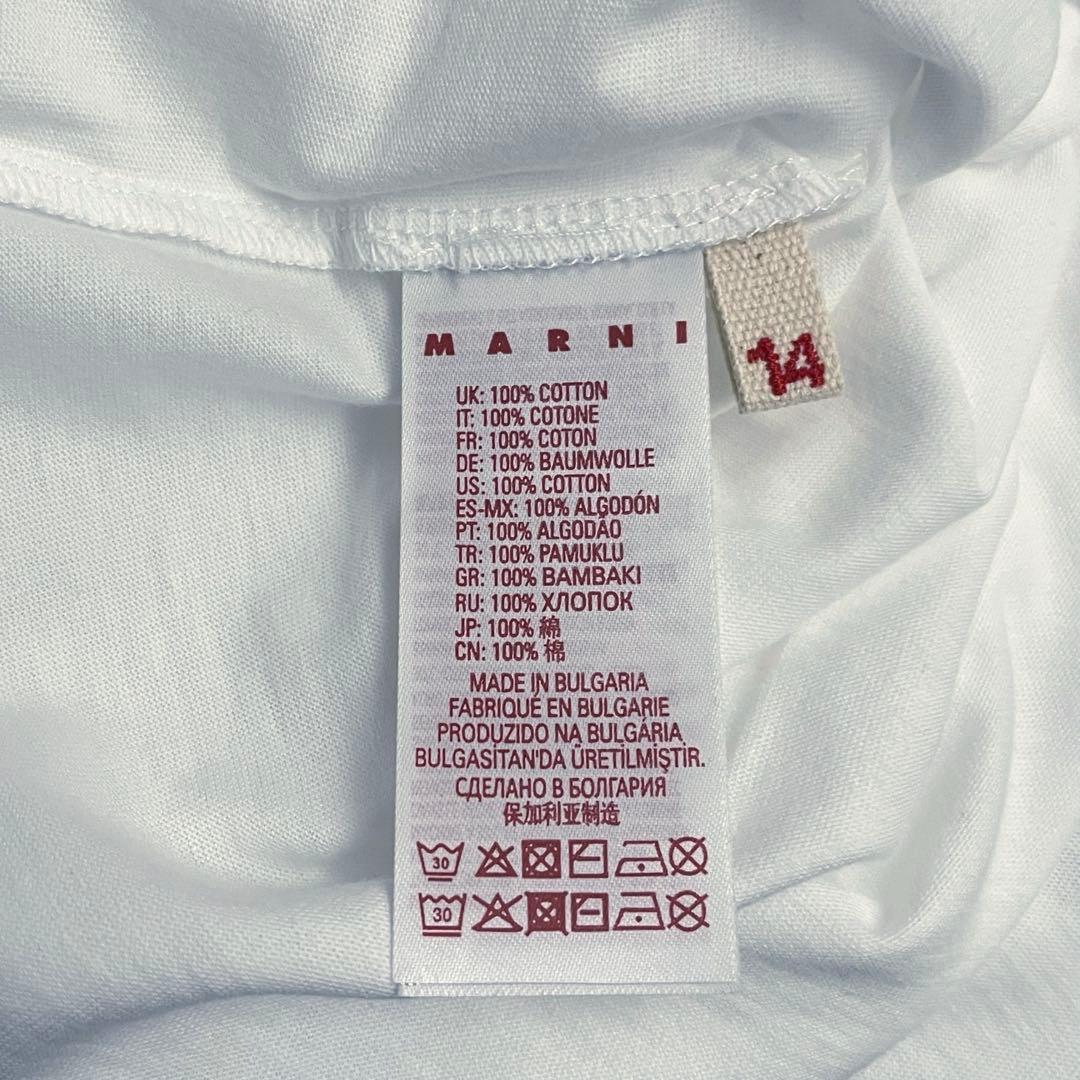 MARNI
14
UK: 100% COTTON
IT: 100% COTONE
FR: 100% COTON
DE: 100% BAUMWOLLE
US: 100% COTTON
ES-MX: 100% ALGODÓN
PT: 100% ALGODÃO
TR: 100% PAMUKLU
GR: 100% BAMBAKI
RU: 100% ХЛОПОК
JP: 100% 綿
CN: 100% 棉
MADE IN BULGARIA
FABRIQUÉ EN BULGARIE
PRODUZIDO NA BULGÁRIA
BULGASİTAN'DA ÜRETİLMİŞTİR.
СДЕЛАНО В БОЛГАРИЯ
保加利亚制造
30
30